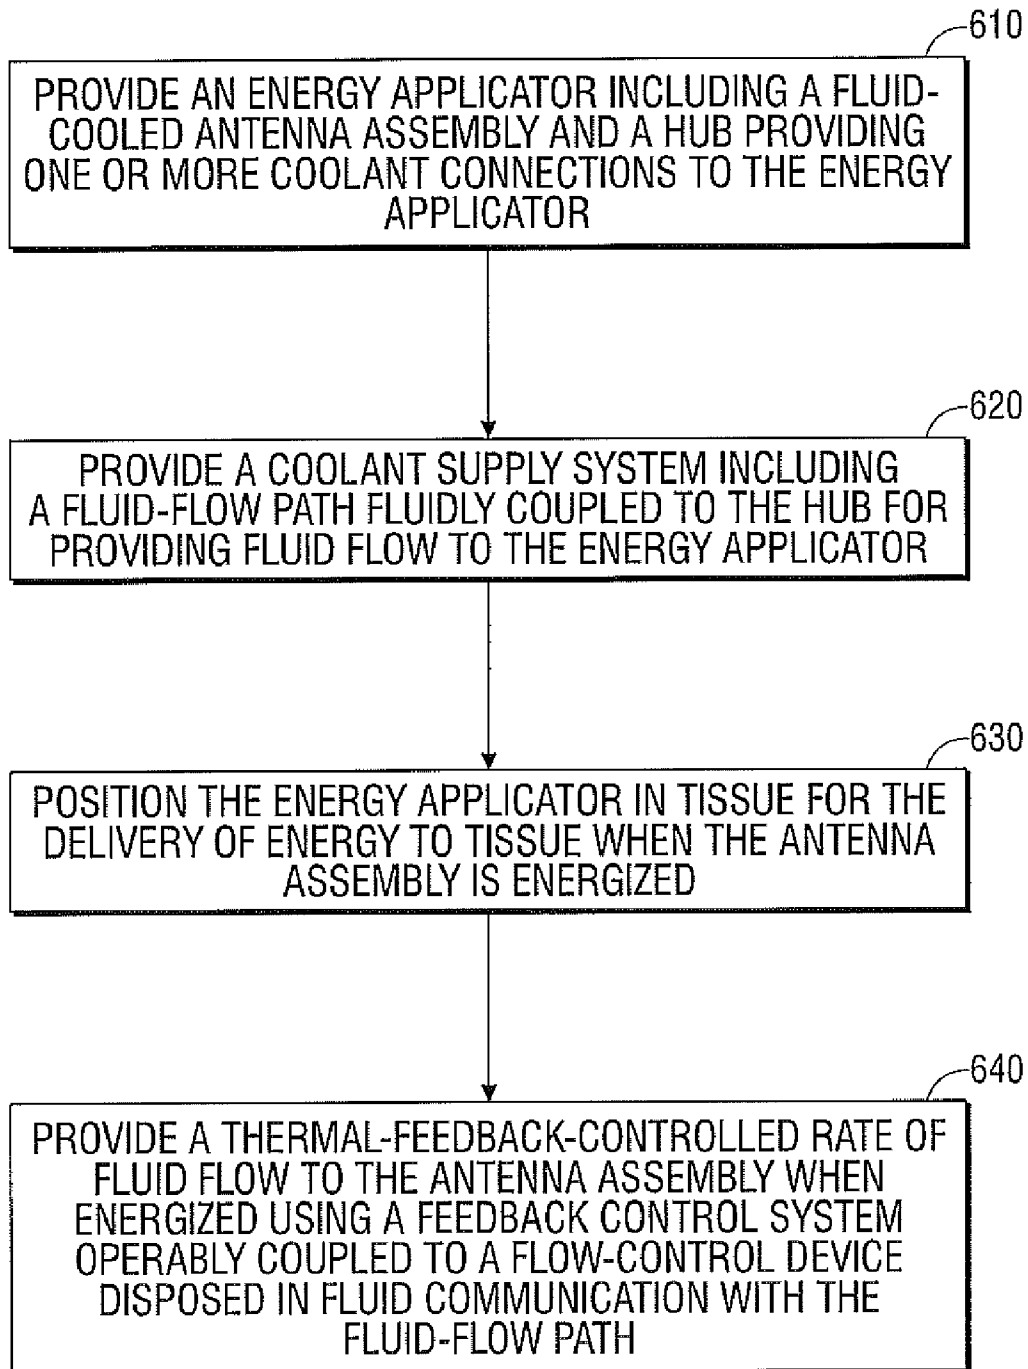 610
PROVIDE AN ENERGY APPLICATOR INCLUDING A FLUID-
COOLED ANTENNA ASSEMBLY AND A HUB PROVIDING
ONE OR MORE COOLANT CONNECTIONS TO THE ENERGY
APPLICATOR
620
PROVIDE A COOLANT SUPPLY SYSTEM INCLUDING
A FLUID-FLOW PATH FLUIDLY COUPLED TO THE HUB FOR
PROVIDING FLUID FLOW TO THE ENERGY APPLICATOR
630
POSITION THE ENERGY APPLICATOR IN TISSUE FOR THE
DELIVERY OF ENERGY TO TISSUE WHEN THE ANTENNA
ASSEMBLY IS ENERGIZED
640
PROVIDE A THERMAL-FEEDBACK-CONTROLLED RATE OF
FLUID FLOW TO THE ANTENNA ASSEMBLY WHEN
ENERGIZED USING A FEEDBACK CONTROL SYSTEM
OPERABLY COUPLED TO A FLOW-CONTROL DEVICE
DISPOSED IN FLUID COMMUNICATION WITH THE
FLUID-FLOW PATH